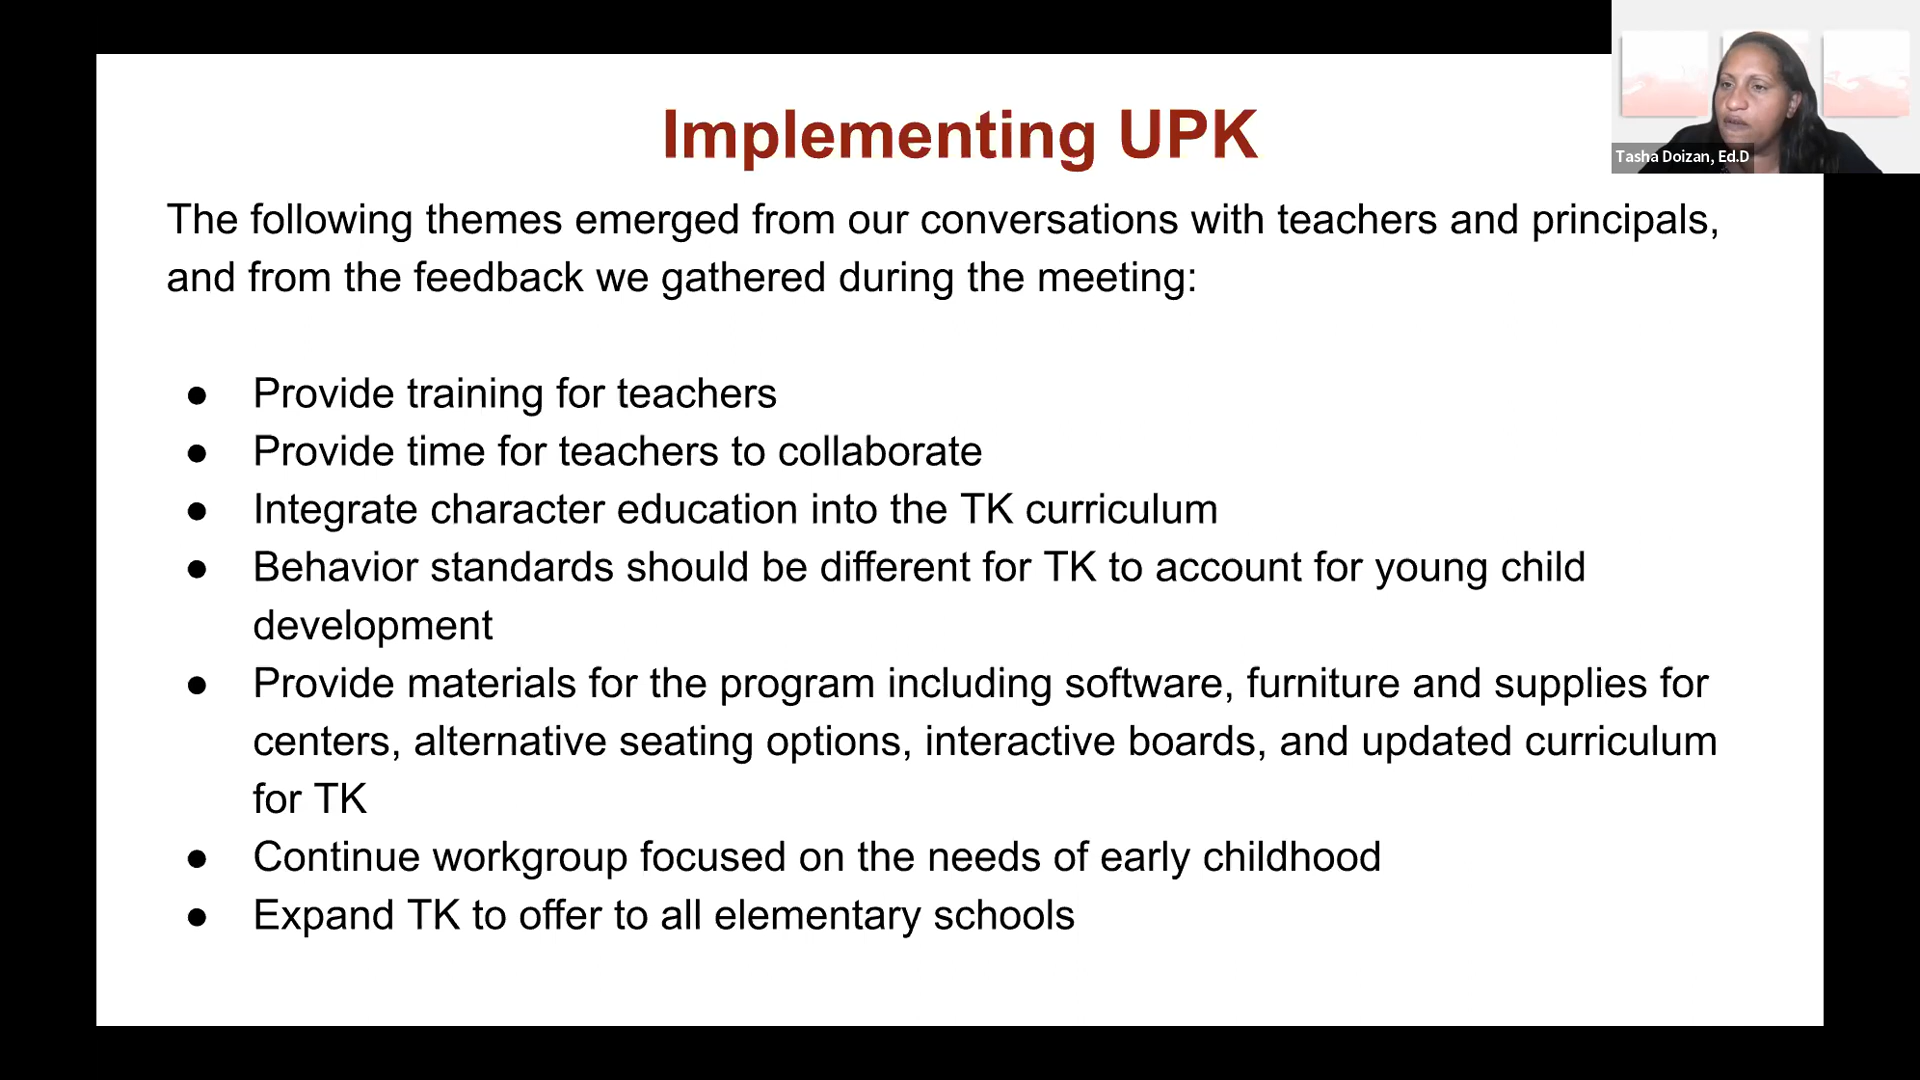 Implementing UPK
Tasha Doizan, Ed.D
The following themes emerged from our conversations with teachers and principals,
and from the feedback we gathered during the meeting:
● Provide training for teachers
● Provide time for teachers to collaborate
● Integrate character education into the TK curriculum
● Behavior standards should be different for TK to account for young child
development
● Provide materials for the program including software, furniture and supplies for
centers, alternative seating options, interactive boards, and updated curriculum
for TK
● Continue workgroup focused on the needs of early childhood
● Expand TK to offer to all elementary schools